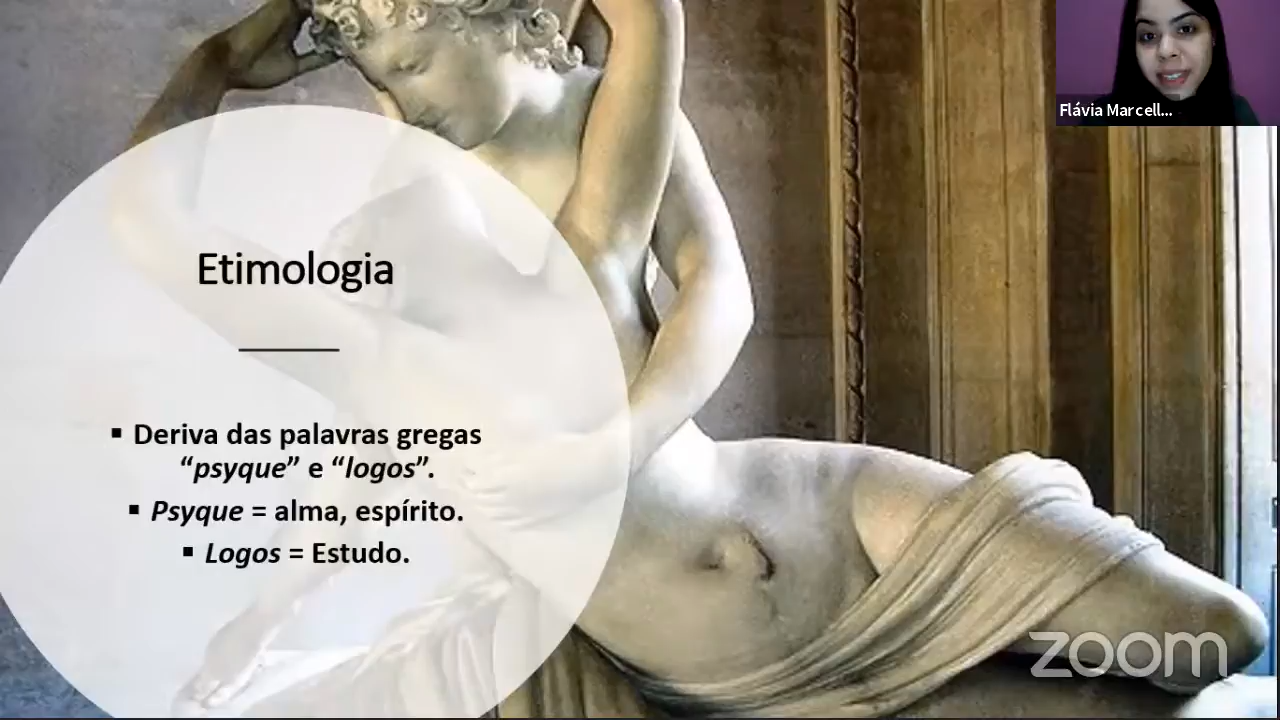 Flávia Marcell...
Etimologia
▪ Deriva das palavras gregas
“psyque” e “logos”.
▪ Psyque = alma, espírito.
▪ Logos = Estudo.
zoom